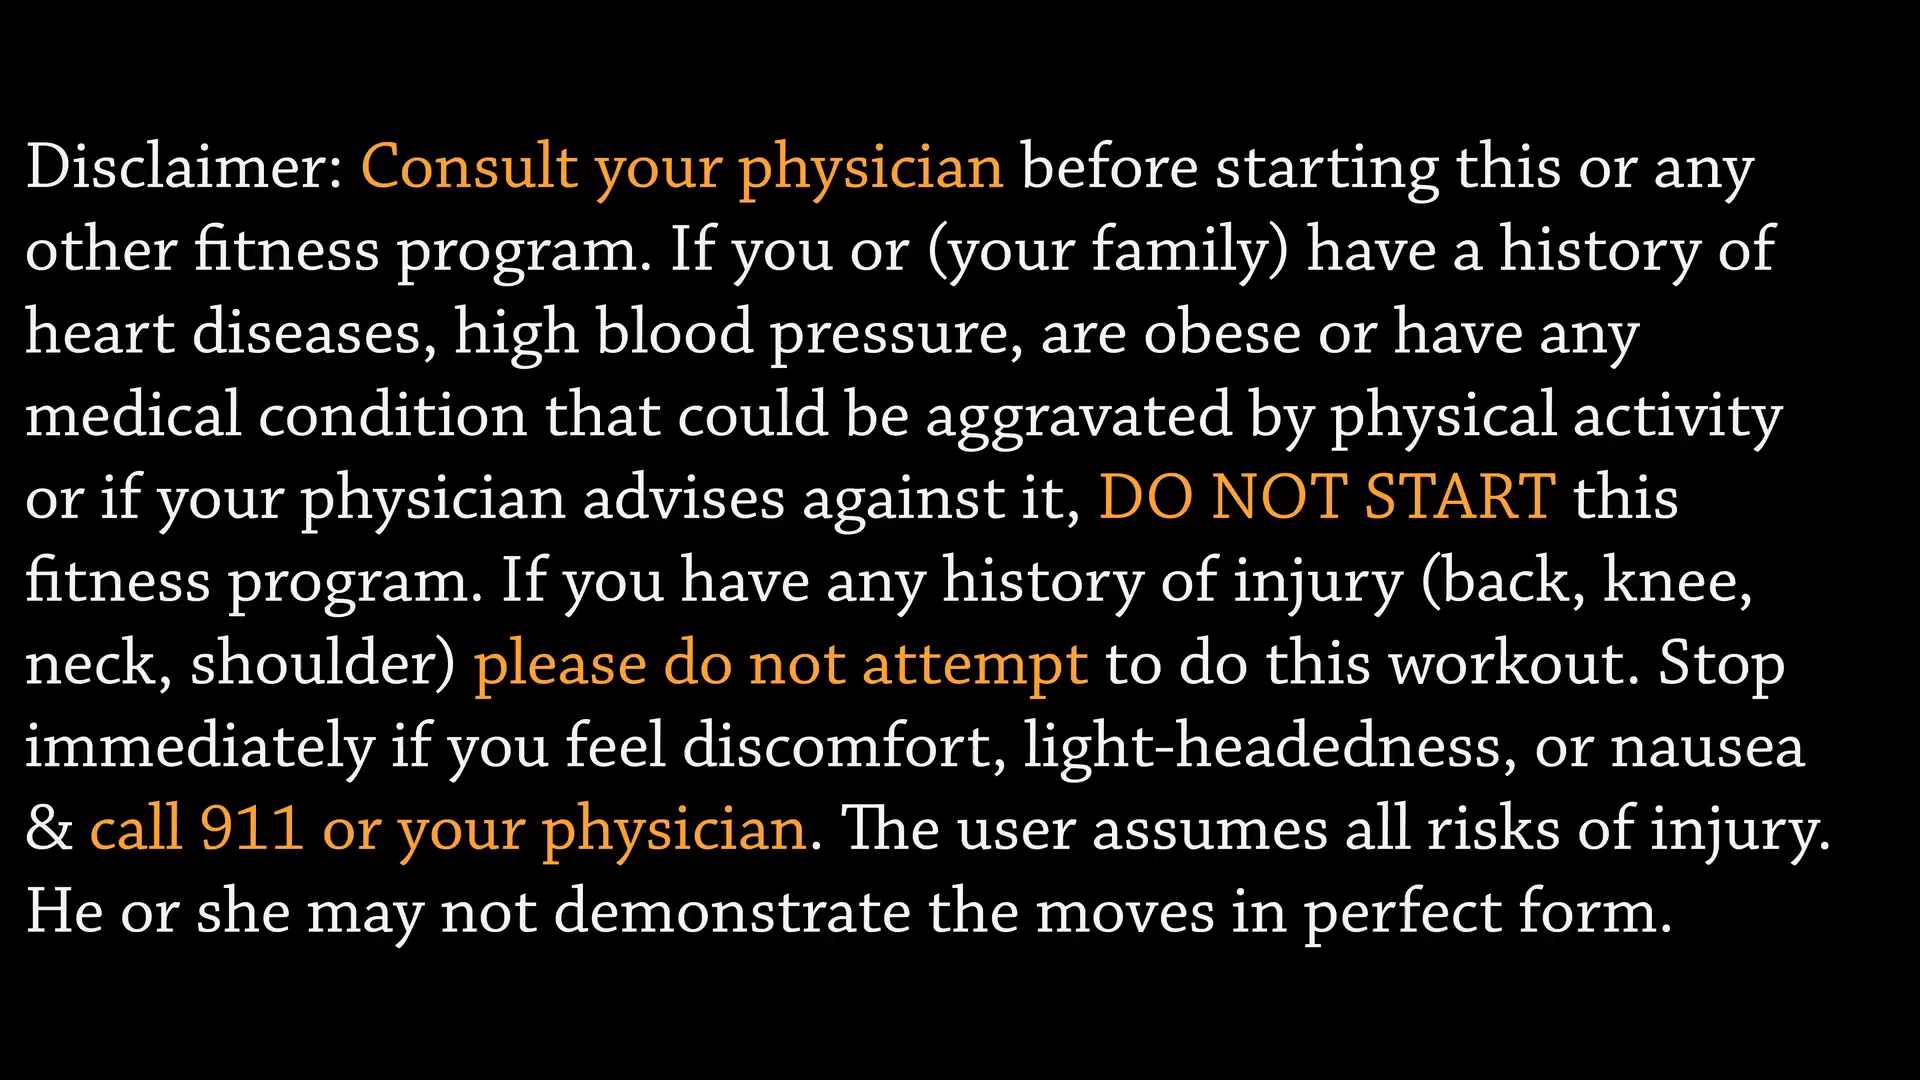 Disclaimer: Consult your physician before starting this or any
other fitness program. If you or (your family) have a history of
heart diseases, high blood pressure, are obese or have any
medical condition that could be aggravated by physical activity
or if your physician advises against it, DO NOT START this
fitness program. If you have any history of injury (back, knee,
neck, shoulder) please do not attempt to do this workout. Stop
immediately if you feel discomfort, light-headedness, or nausea
& call 911 or your physician. The user assumes all risks of injury.
He or she may not demonstrate the moves in perfect form.